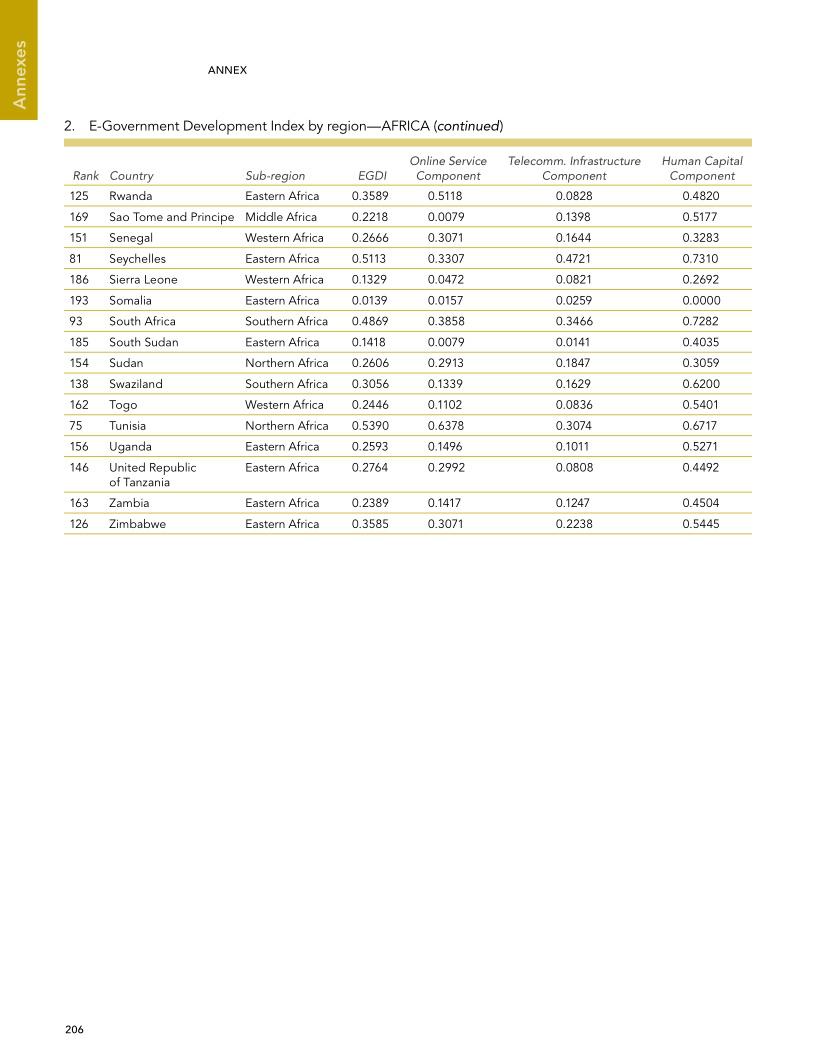 Annexes
ANNEX
2. E-Government Development Index by region—AFRICA (continued)
Online Service Telecomm. Infrastructure Human Capital
Rank Country Sub-region EGDI Component Component Component
125 Rwanda Eastern Africa 0.3589 0.5118 0.0828 0.4820
169 Sao Tome and Principe Middle Africa 0.2218 0.0079 0.1398 0.5177
151 Senegal Western Africa 0.2666 0.3071 0.1644 0.3283
81 Seychelles Eastern Africa 0.5113 0.3307 0.4721 0.7310
186 Sierra Leone Western Africa 0.1329 0.0472 0.0821 0.2692
193 Somalia Eastern Africa 0.0139 0.0157 0.0259 0.0000
93 South Africa Southern Africa 0.4869 0.3858 0.3466 0.7282
185 South Sudan Eastern Africa 0.1418 0.0079 0.0141 0.4035
154 Sudan Northern Africa 0.2606 0.2913 0.1847 0.3059
138 Swaziland Southern Africa 0.3056 0.1339 0.1629 0.6200
162 Togo Western Africa 0.2446 0.1102 0.0836 0.5401
75 Tunisia Northern Africa 0.5390 0.6378 0.3074 0.6717
156 Uganda Eastern Africa 0.2593 0.1496 0.1011 0.5271
146 United Republic Eastern Africa 0.2764 0.2992 0.0808 0.4492
of Tanzania
163 Zambia Eastern Africa 0.2389 0.1417 0.1247 0.4504
126 Zimbabwe Eastern Africa 0.3585 0.3071 0.2238 0.5445
206